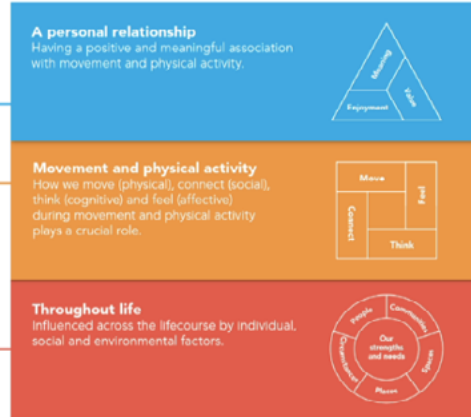 A personal relationship
Having a positive and meaningful association
with movement and physical activity.
Meaning
Value
Enjoyment
Movement and physical activity
How we move (physical), connect (social),
think (cognitive) and feel (affective)
during movement and physical activity
plays a crucial role.
Move
Feel
Connect
Think
Throughout life
Influenced across the lifecourse by individual,
social and environmental factors.
People
Communities
Circumstances
Our
strengths
and needs
Spaces
Places